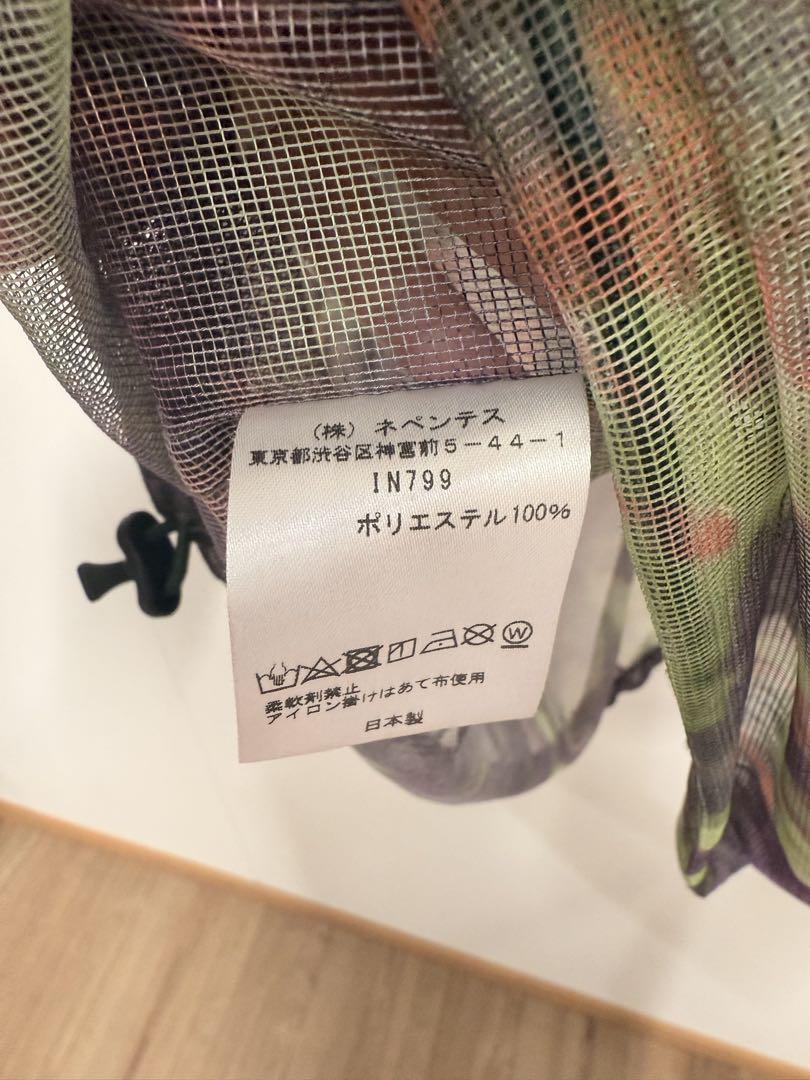 （株）ネペンテス
東京都渋谷区神宮前５－４４－１
IN799
ポリエステル100%
W
柔軟剤禁止
アイロン掛けはあて布使用
日本製